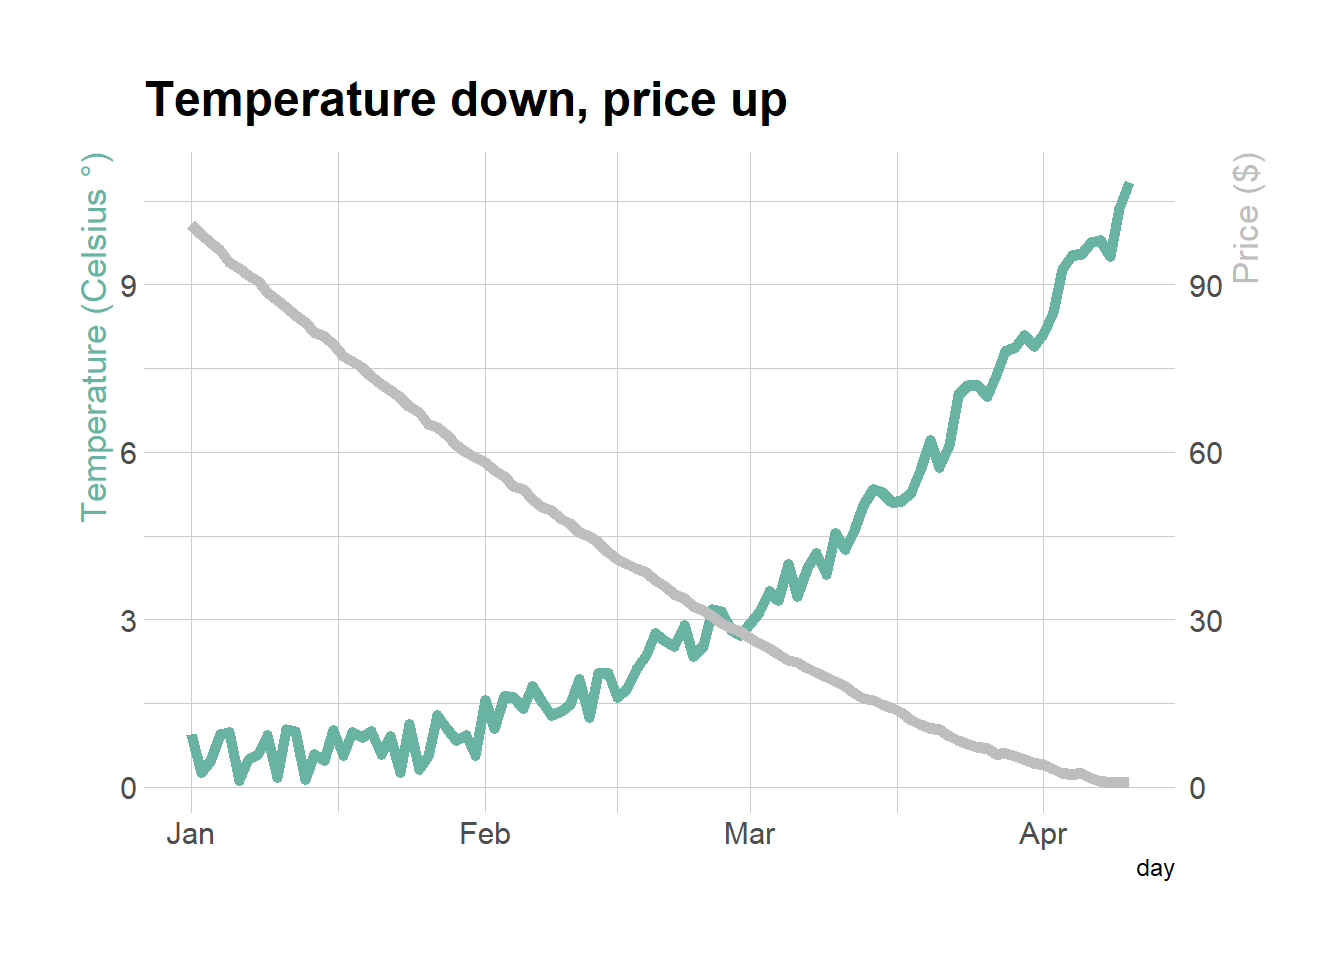 Temperature down, price up
Temperature (Celsius °)
Price ($)
9
6
3
0
90
60
30
0
Jan Feb Mar Apr
day